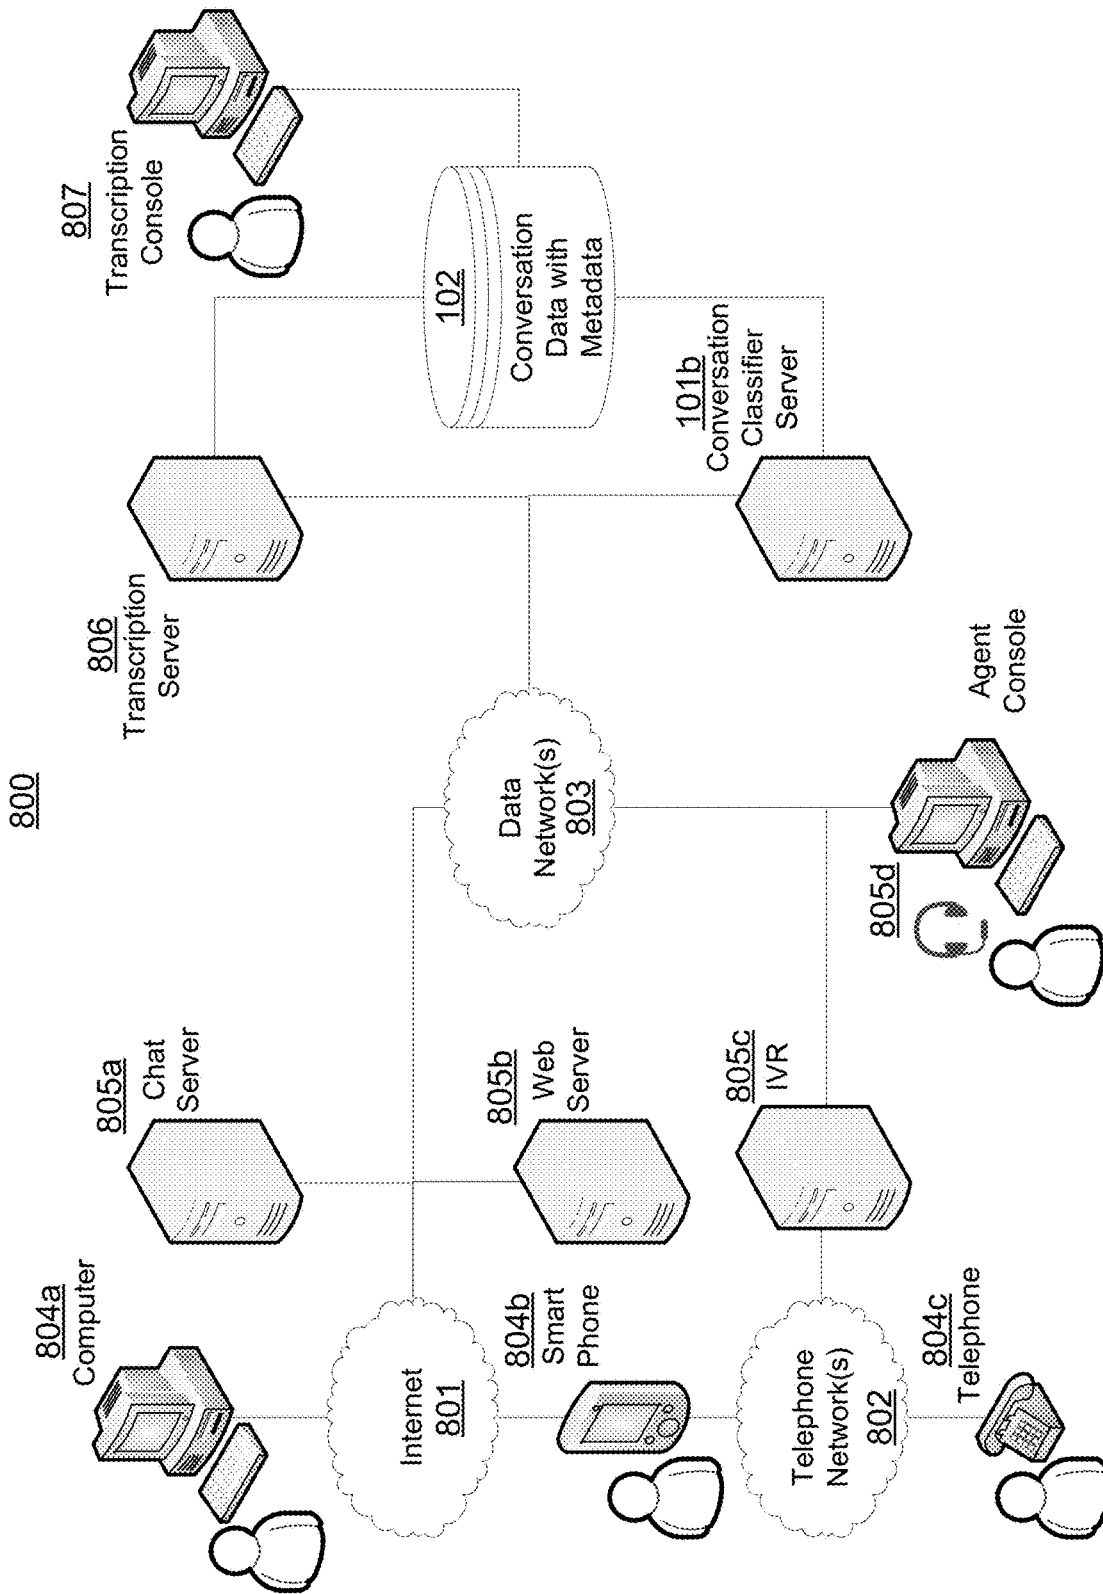 800
804a
Computer
805a
Chat
Server
806
Transcription
Server
807
Transcription
Console
Internet
801
804b
Smart
Phone
805b
Web
Server
Data
Network(s)
803
102
Conversation
Data with
Metadata
Telephone
Network(s)
802
805c
IVR
101b
Conversation
Classifier
Server
804c
Telephone
805d
Agent
Console